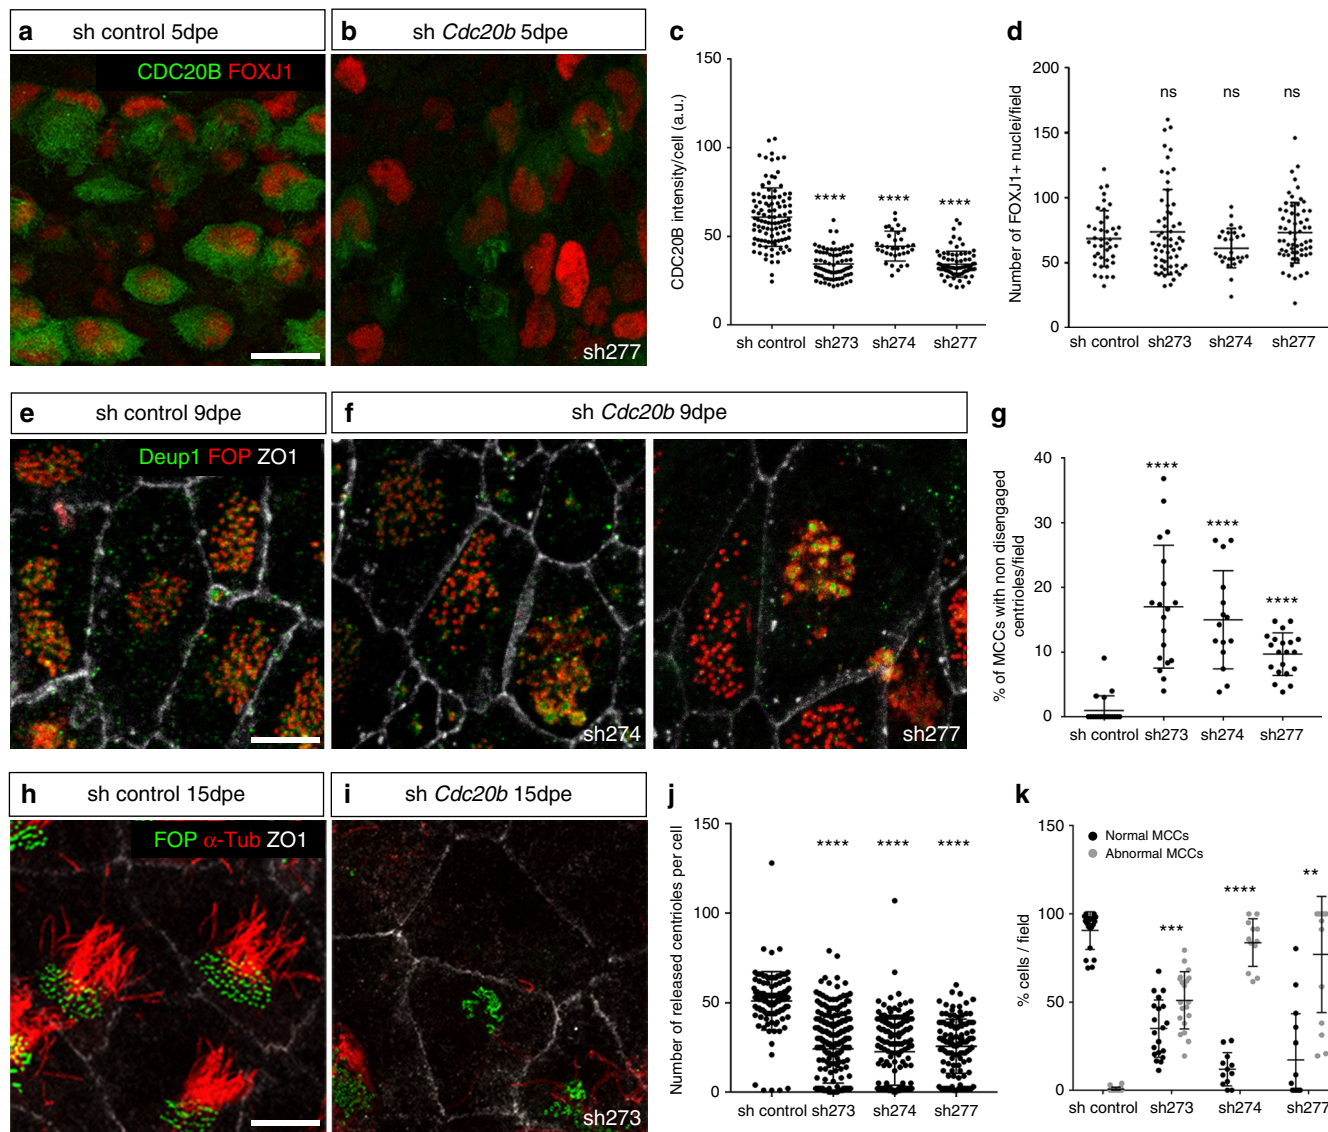 a sh control 5dpe
CDC20B FOXJ1
b sh Cdc20b 5dpe
sh277
c
CDC20B intensity/cell (a.u.)
150
100
50
0
****
****
****
sh control sh273 sh274 sh277
d
Number of FOXJ1+ nuclei/field
200
150
100
50
0
ns ns ns
sh control sh273 sh274 sh277
e sh control 9dpe
Deup1 FOP ZO1
f sh Cdc20b 9dpe
sh274
sh277
g
% of MCCs with non disengaged
centrioles/field
40
30
20
10
0
****
****
****
sh control sh273 sh274 sh277
h sh control 15dpe
FOP α-Tub ZO1
i sh Cdc20b 15dpe
sh273
j
Number of released centrioles per cell
150
100
50
0
**** **** ****
sh control sh273 sh274 sh277
k
% cells / field
150
100
50
0
Normal MCCs
Abnormal MCCs
***
****
**
sh control sh273 sh274 sh277